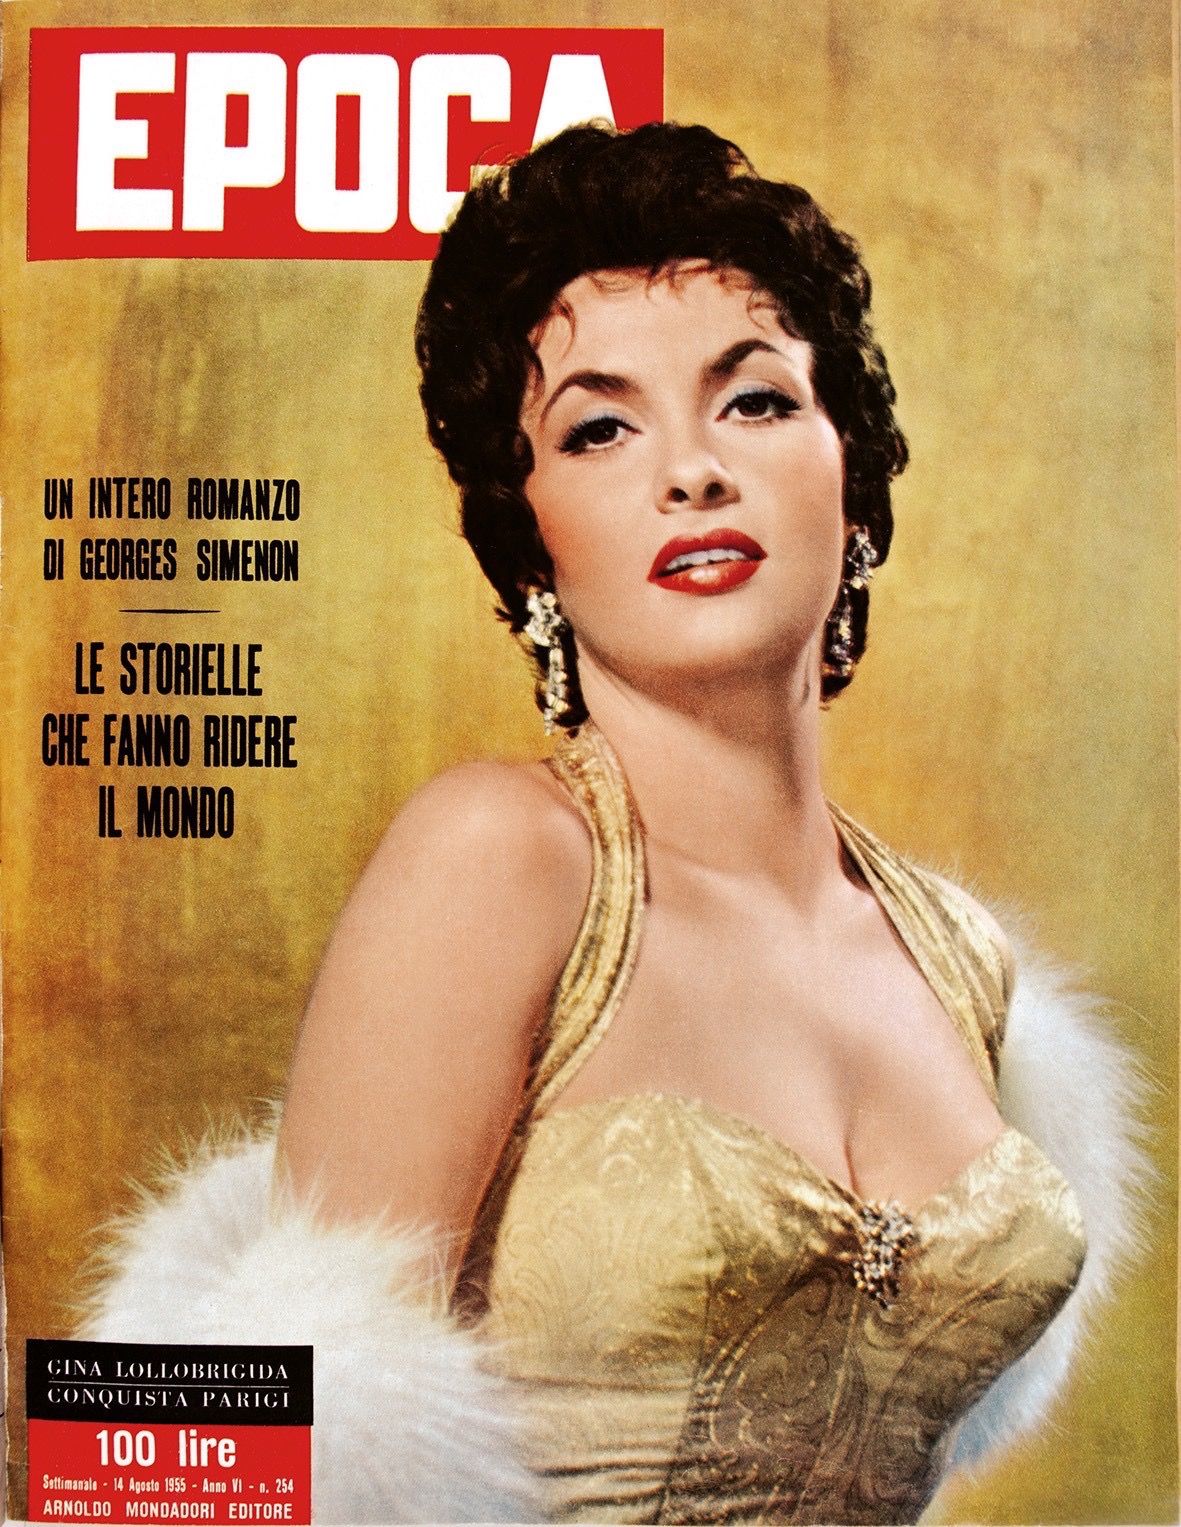 EPOCA
UN INTERO ROMANZO
DI GEORGES SIMENON
LE STORIELLE
CHE FANNO RIDERE
IL MONDO
GINA LOLLOBRIGIDA
CONQUISTA PARIGI
100 lire
Settimanale - 14 Agosto 1955 - Anno VI - n. 254
ARNOLDO MONDADORI EDITORE